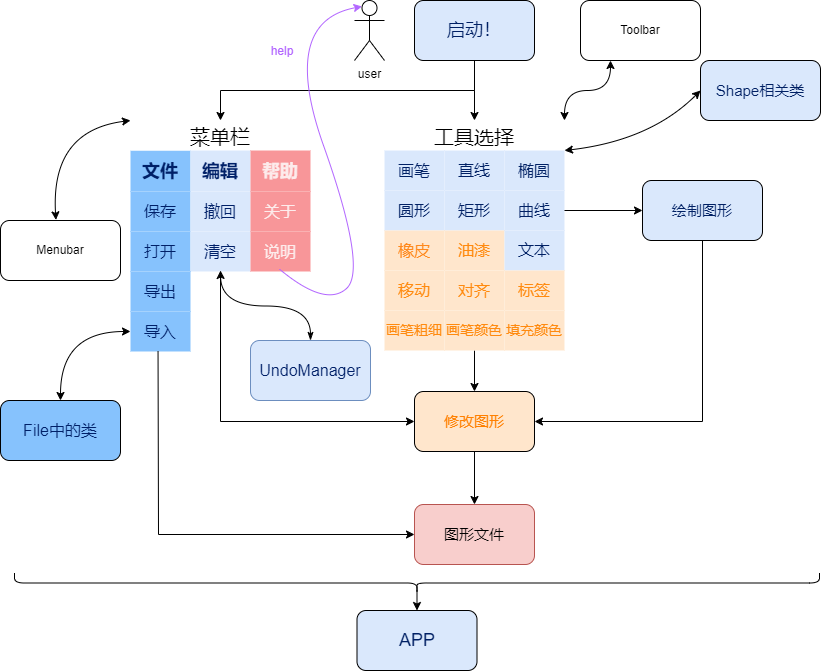 启动！
Toolbar
help
user
Shape相关类
菜单栏
工具选择
文件 编辑 帮助
保存 撤回 关于
打开 清空 说明
导出
导入
画笔 直线 椭圆
圆形 矩形 曲线
橡皮 油漆 文本
移动 对齐 标签
画笔粗细 画笔颜色 填充颜色
绘制图形
Menubar
UndoManager
File中的类
修改图形
图形文件
APP